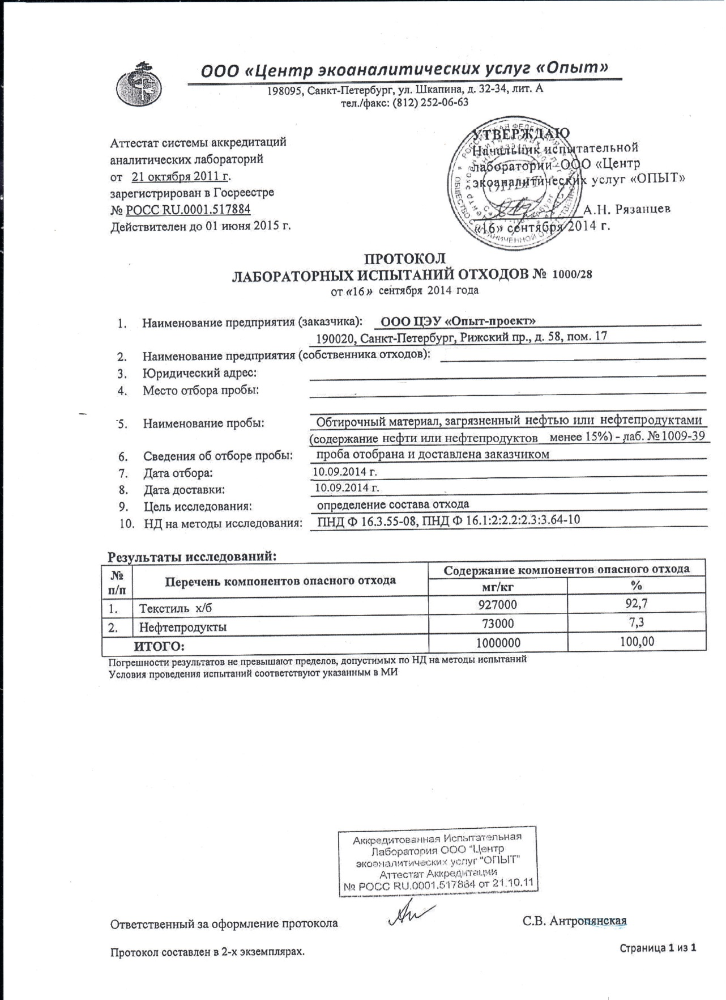 ООО «Центр экоаналитических услуг «Опыт»
198095, Санкт-Петербург, ул. Шкапина, д. 32-34, лит. А
тел./факс: (812) 252-06-63
Аттестат системы аккредитаций
аналитических лабораторий
от 21 октября 2011 г.
зарегистрирован в Госреестре
№ РОСС RU.0001.517884
Действителен до 01 июня 2015 г.
УТВЕРЖДАЮ
Начальник испытательной
лаборатории ООО «Центр
экоаналитических услуг «ОПЫТ»
А.Н. Рязанцев
«16» сентября 2014 г.
ПРОТОКОЛ
ЛАБОРАТОРНЫХ ИСПЫТАНИЙ ОТХОДОВ № 1000/28
от «16» сентября 2014 года
1. Наименование предприятия (заказчика): ООО ЦЭУ «Опыт-проект»
190020, Санкт-Петербург, Рижский пр., д. 58, пом. 17
2. Наименование предприятия (собственника отходов):
3. Юридический адрес:
4. Место отбора пробы:
5. Наименование пробы: Обтирочный материал, загрязненный нефтью или нефтепродуктами
(содержание нефти или нефтепродуктов менее 15%) - лаб. № 1009-39
6. Сведения об отборе пробы: проба отобрана и доставлена заказчиком
7. Дата отбора: 10.09.2014 г.
8. Дата доставки: 10.09.2014 г.
9. Цель исследования: определение состава отхода
10. НД на методы исследования: ПНД Ф 16.3.55-08, ПНД Ф 16.1:2:2.2:2.3:3.64-10
Результаты исследований:
№ п/п Перечень компонентов опасного отхода Содержание компонентов опасного отхода
мг/кг %
1. Текстиль х/б 927000 92,7
2. Нефтепродукты 73000 7,3
ИТОГО: 1000000 100,00
Погрешности результатов не превышают пределов, допустимых по НД на методы испытаний
Условия проведения испытаний соответствуют указанным в МИ
Аккредитованная Испытательная
Лаборатория ООО "Центр
экоаналитических услуг "ОПЫТ"
Аттестат Аккредитации
№ РОСС RU.0001.517884 от 21.10.11
Ответственный за оформление протокола С.В. Антропянская
Протокол составлен в 2-х экземплярах.
Страница 1 из 1